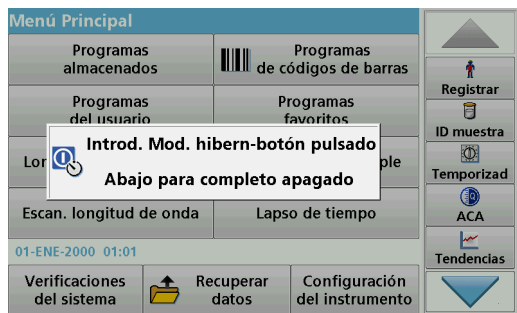 Menú Principal
Programas
almacenados
Programas
de códigos de barras
Programas
del usuario
Programas
favoritos
Introd. Mod. hibern-botón pulsado
Abajo para completo apagado
Escan. longitud de onda
Lapso de tiempo
01-ENE-2000 01:01
Verificaciones
del sistema
Recuperar
datos
Configuración
del instrumento
Registrar
ID muestra
Temporizad
ACA
Tendencias